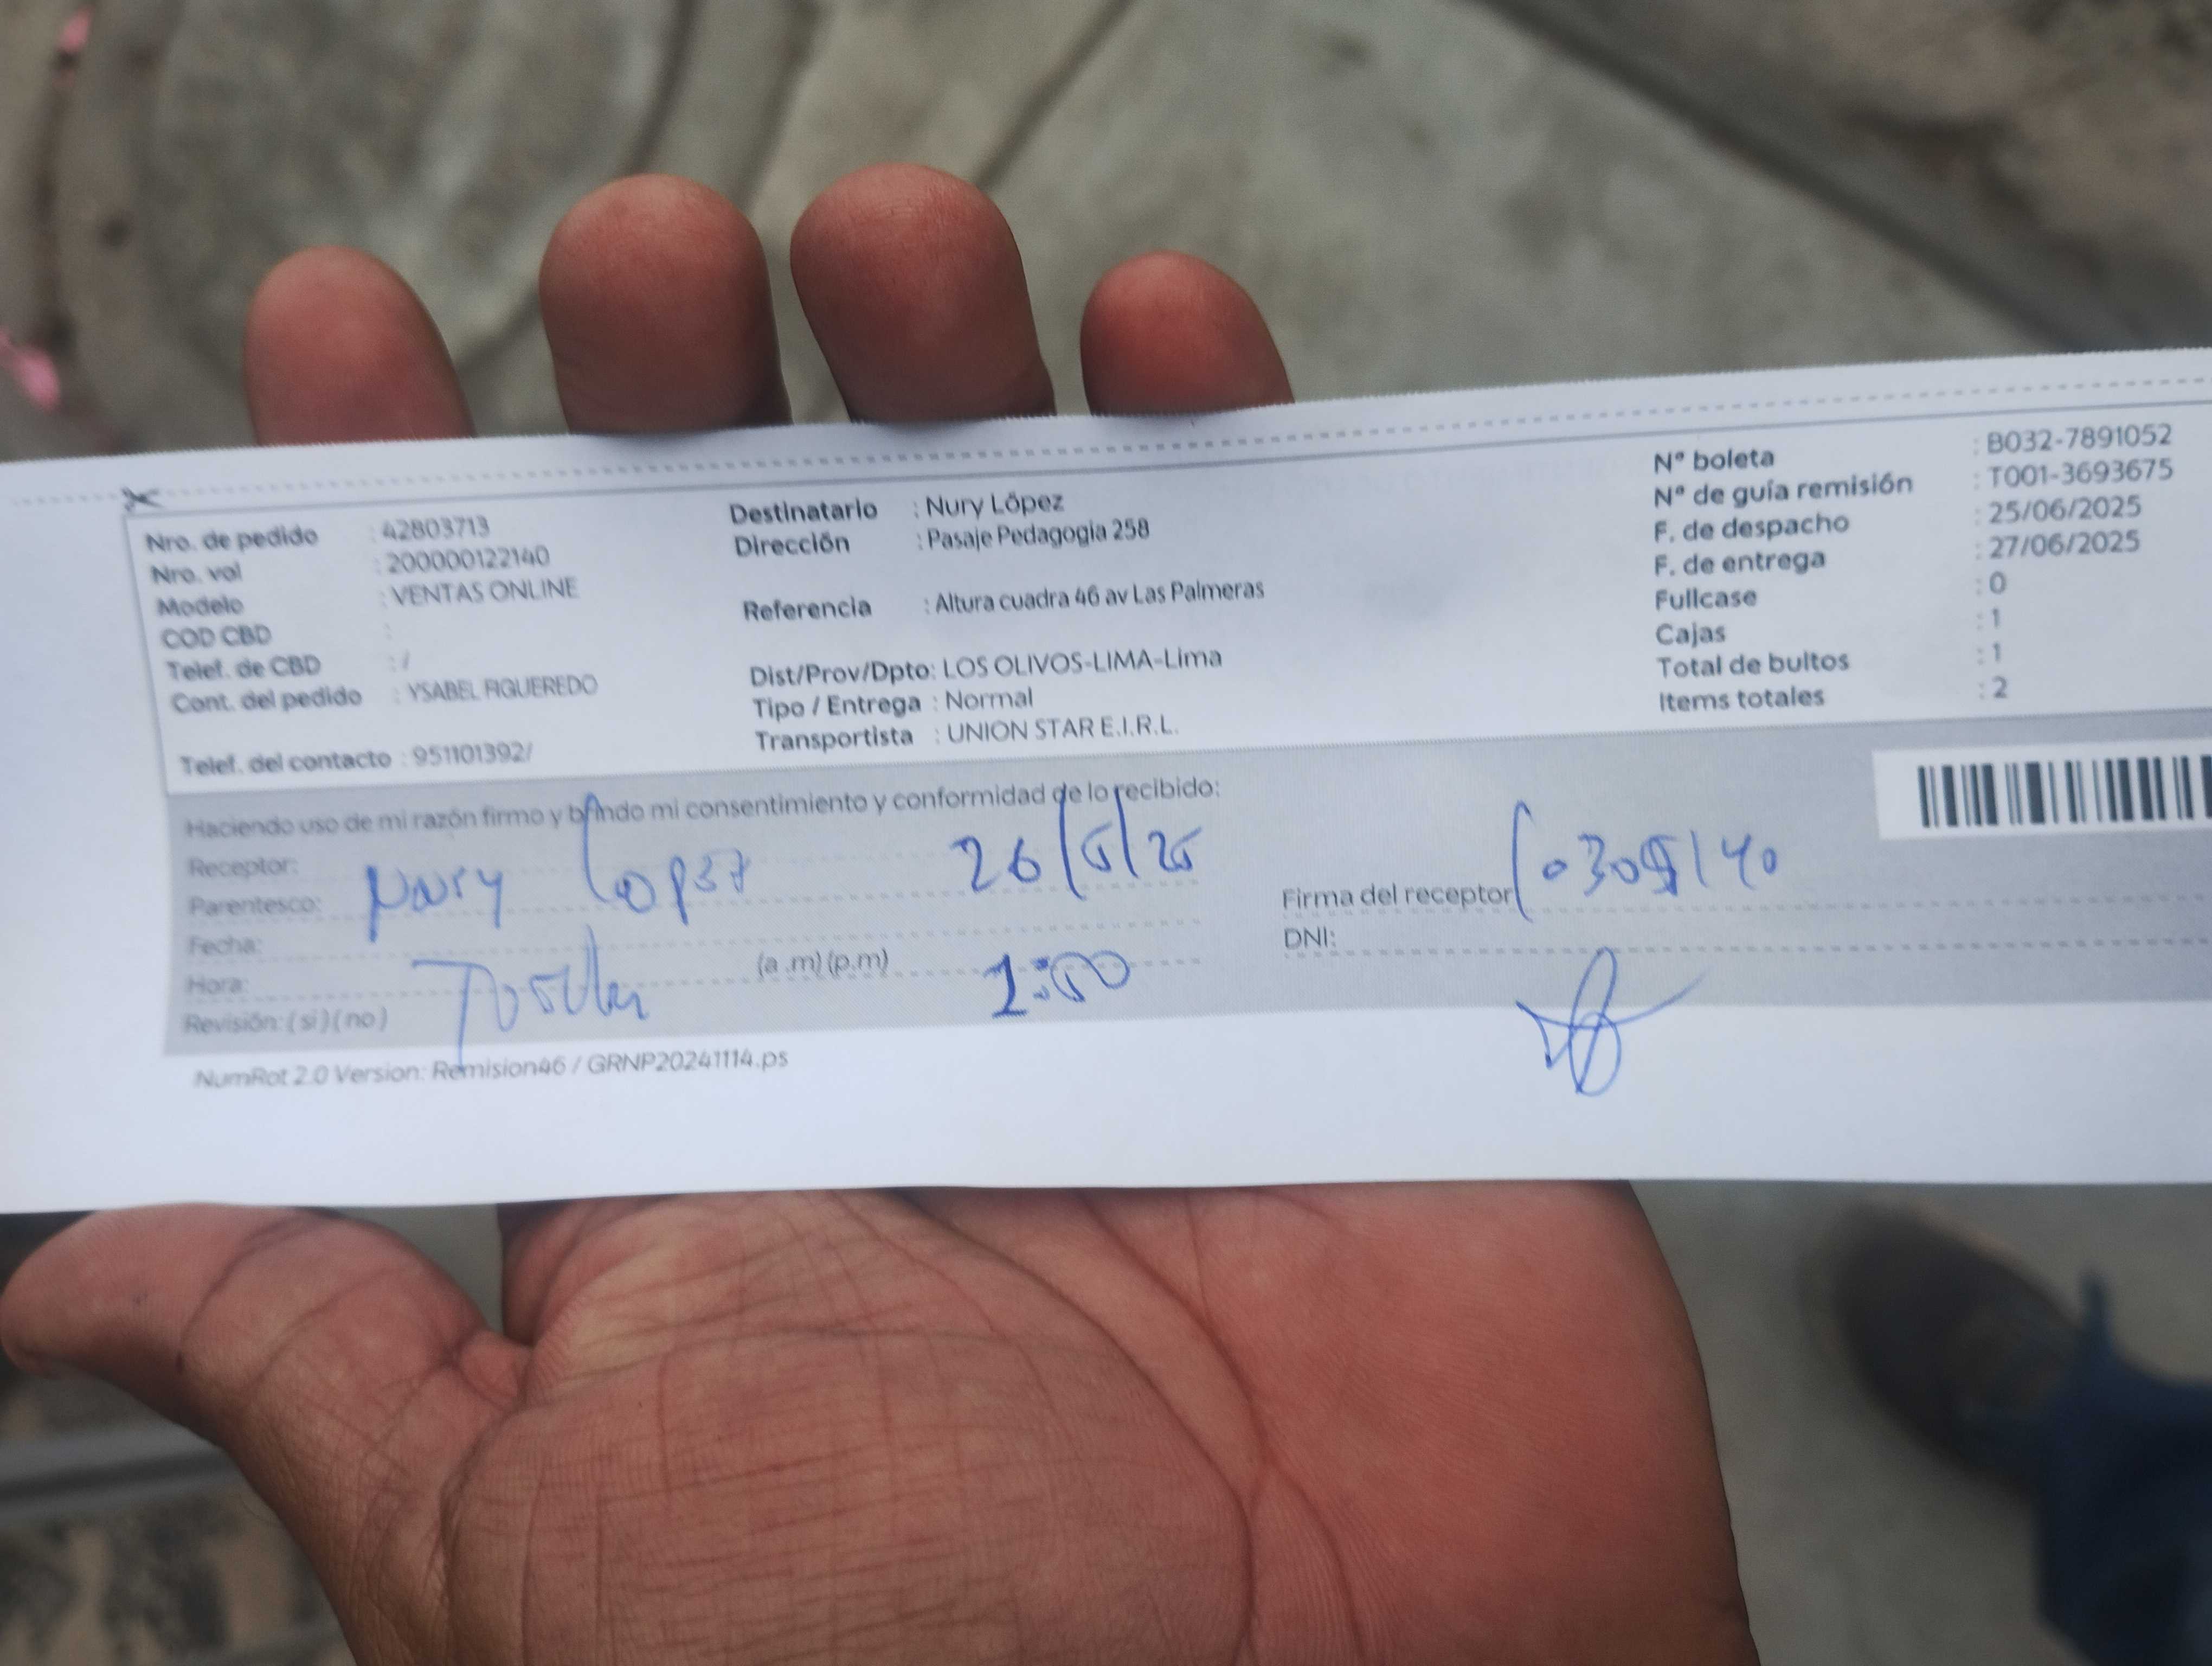 Nro. de pedido : 42803713
Nro. val : 200000122140
Modelo : VENTAS ONLINE
COD CBD :
Telef. de CBD : /
Cont. del pedido : YSABEL FIGUEREDO
Telef. del contacto : 951101392/
Destinatario : Nury López
Dirección : Pasaje Pedagogia 258
Referencia : Altura cuadra 46 av Las Palmeras
Dist/Prov/Dpto: LOS OLIVOS-LIMA-Lima
Tipo / Entrega : Normal
Transportista : UNION STAR E.I.R.L.
Nº boleta : B032-7891052
Nº de guía remisión : T001-3693675
F. de despacho : 25/06/2025
F. de entrega : 27/06/2025
Fullcase : 0
Cajas : 1
Total de bultos : 1
Items totales : 2
Haciendo uso de mi razón firmo y brindo mi consentimiento y conformidad de lo recibido:
Receptor:
Parentesco: Nury Lopez 26/6/25
Fecha:
Hora: (a .m) (p.m) 1:00
Revisión: ( si ) ( no )
Firma del receptor
DNI:
NumRot 2.0 Version: Remision46 / GRNP20241114.ps